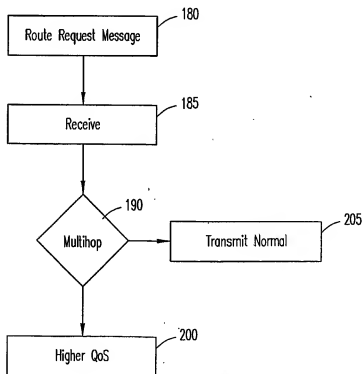 180
Route Request Message
185
Receive
190
Multihop
205
Transmit Normal
200
Higher QoS